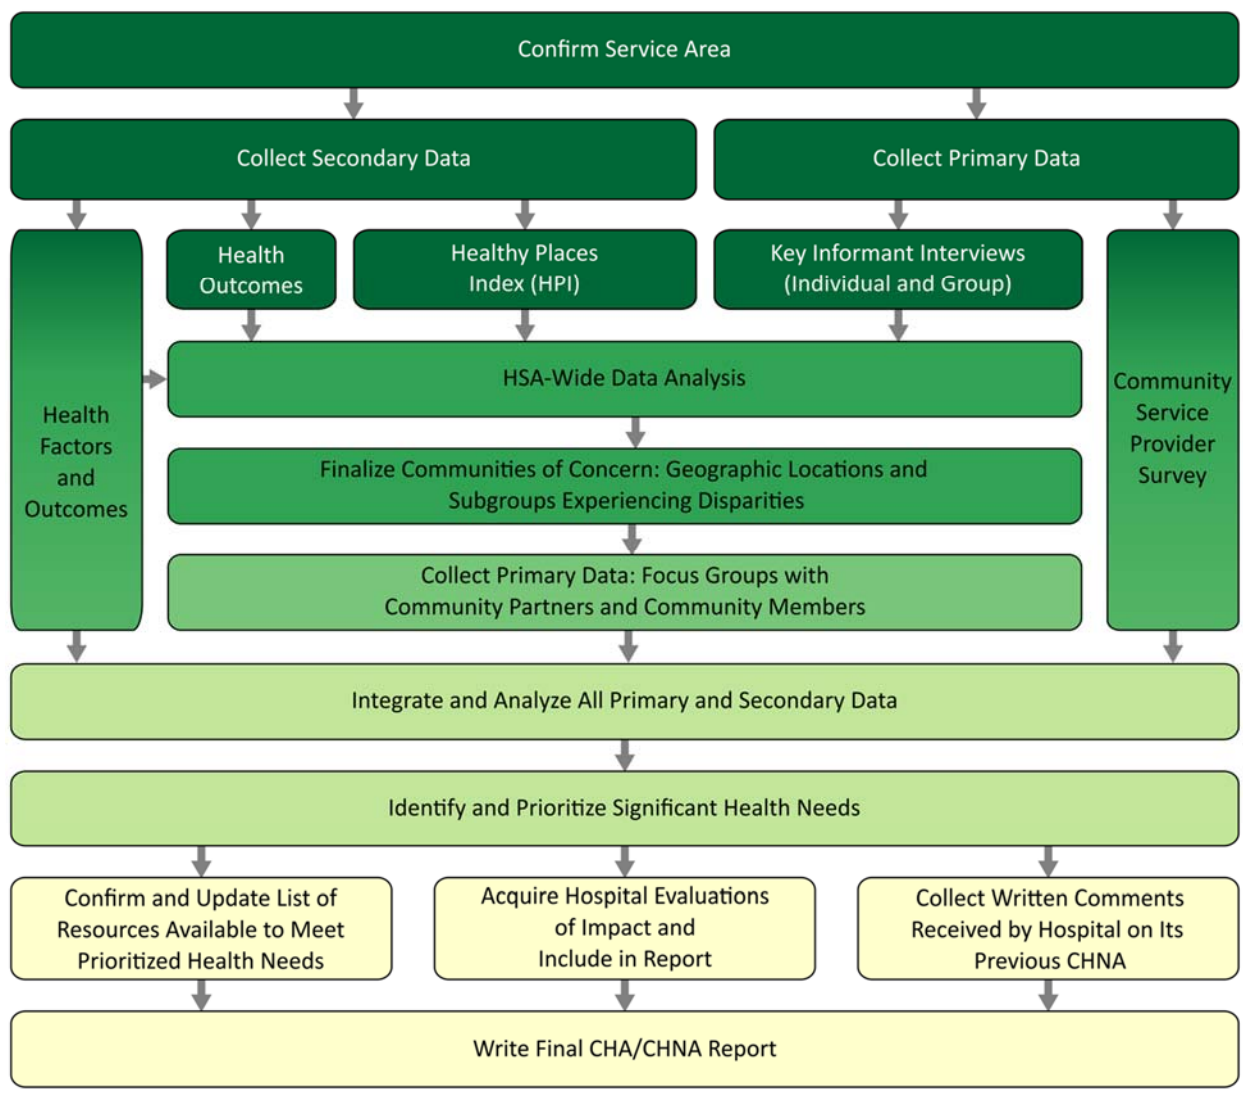 Confirm Service Area
Collect Secondary Data
Collect Primary Data
Health
Outcomes
Healthy Places
Index (HPI)
Key Informant Interviews
(Individual and Group)
HSA-Wide Data Analysis
Health
Factors
and
Outcomes
Community
Service
Provider
Survey
Finalize Communities of Concern: Geographic Locations and
Subgroups Experiencing Disparities
Collect Primary Data: Focus Groups with
Community Partners and Community Members
Integrate and Analyze All Primary and Secondary Data
Identify and Prioritize Significant Health Needs
Confirm and Update List of
Resources Available to Meet
Prioritized Health Needs
Acquire Hospital Evaluations
of Impact and
Include in Report
Collect Written Comments
Received by Hospital on Its
Previous CHNA
Write Final CHA/CHNA Report